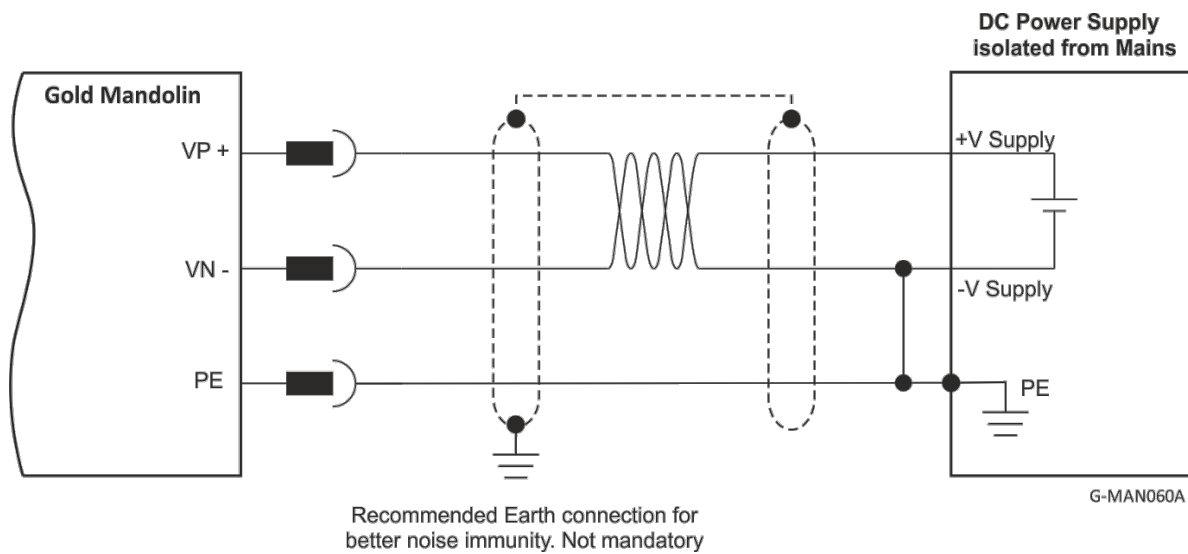 DC Power Supply
isolated from Mains
Gold Mandolin
VP +
+V Supply
VN -
-V Supply
PE
PE
G-MAN060A
Recommended Earth connection for
better noise immunity. Not mandatory